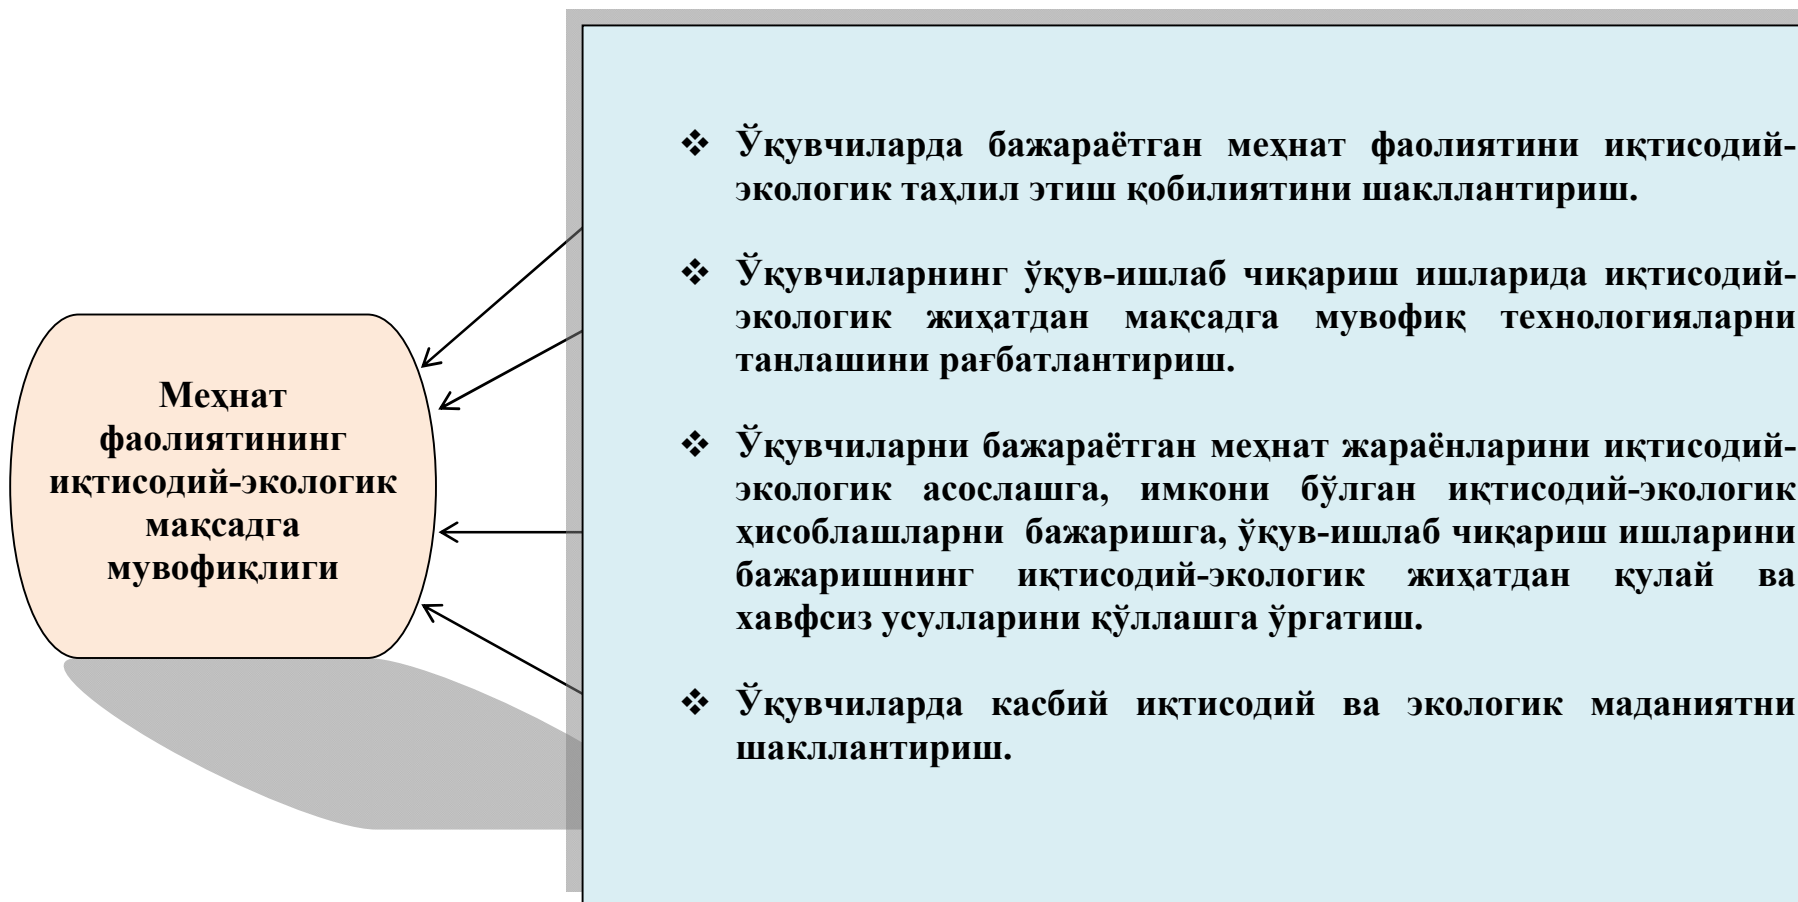 Меҳнат
фаолиятининг
иқтисодий-экологик
мақсадга
мувофиқлиги
❖ Ўқувчиларда бажараётган меҳнат фаолиятини иқтисодий-
экологик таҳлил этиш қобилиятини шакллантириш.
❖ Ўқувчиларнинг ўқув-ишлаб чиқариш ишларида иқтисодий-
экологик жиҳатдан мақсадга мувофиқ технологияларни
танлашини рағбатлантириш.
❖ Ўқувчиларни бажараётган меҳнат жараёнларини иқтисодий-
экологик асослашга, имкони бўлган иқтисодий-экологик
ҳисоблашларни бажаришга, ўқув-ишлаб чиқариш ишларини
бажаришнинг иқтисодий-экологик жиҳатдан қулай ва
хавфсиз усулларини қўллашга ўргатиш.
❖ Ўқувчиларда касбий иқтисодий ва экологик маданиятни
шакллантириш.